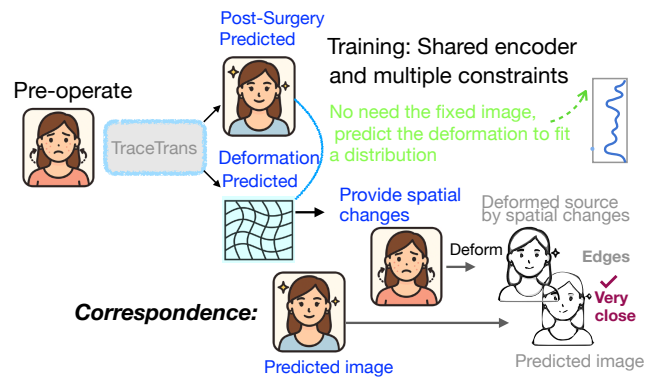 Post-Surgery
Predicted
Training: Shared encoder
and multiple constraints
Pre-operate
No need the fixed image,
predict the deformation to fit
a distribution
TraceTrans
Deformation
Predicted
Provide spatial
changes
Deformed source
by spatial changes
Deform
Edges
Very
close
Correspondence:
Predicted image
Predicted image